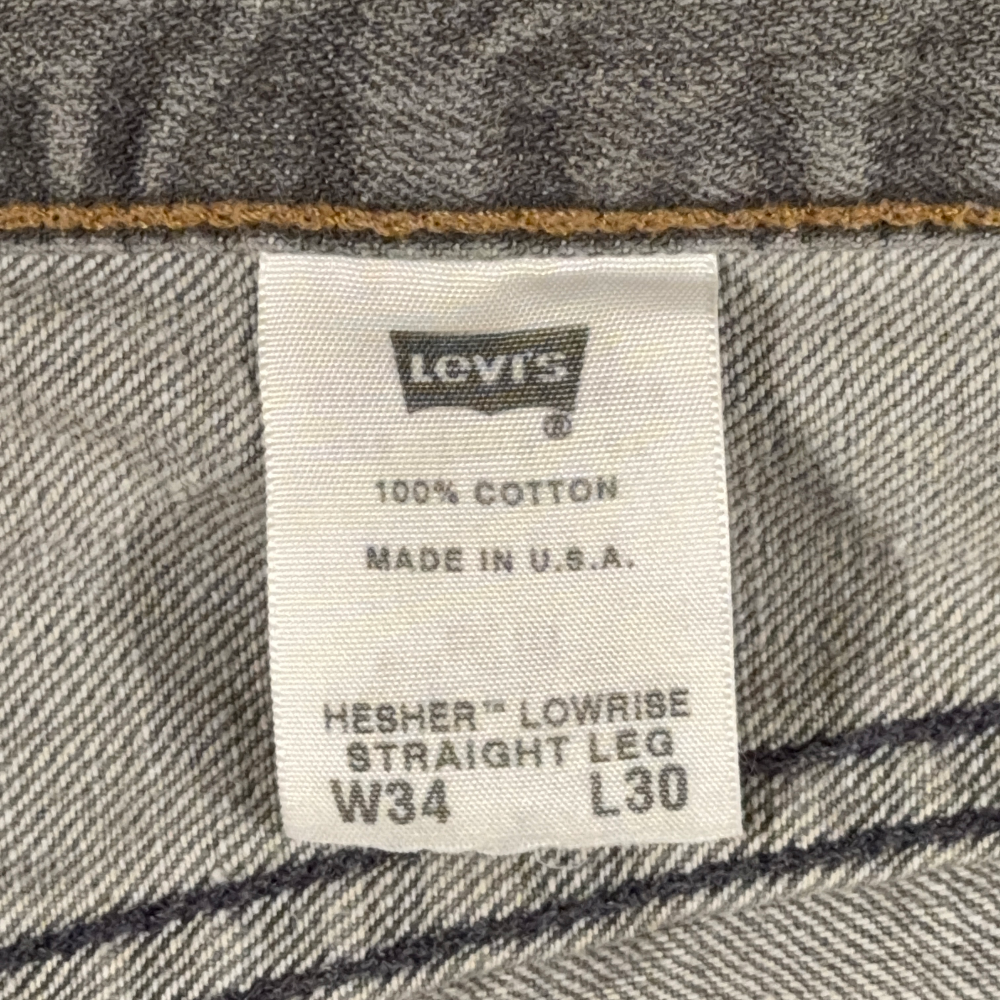 LEVI'S
®
100% COTTON
MADE IN U.S.A.
HESHER™ LOWRISE
STRAIGHT LEG
W34 L30